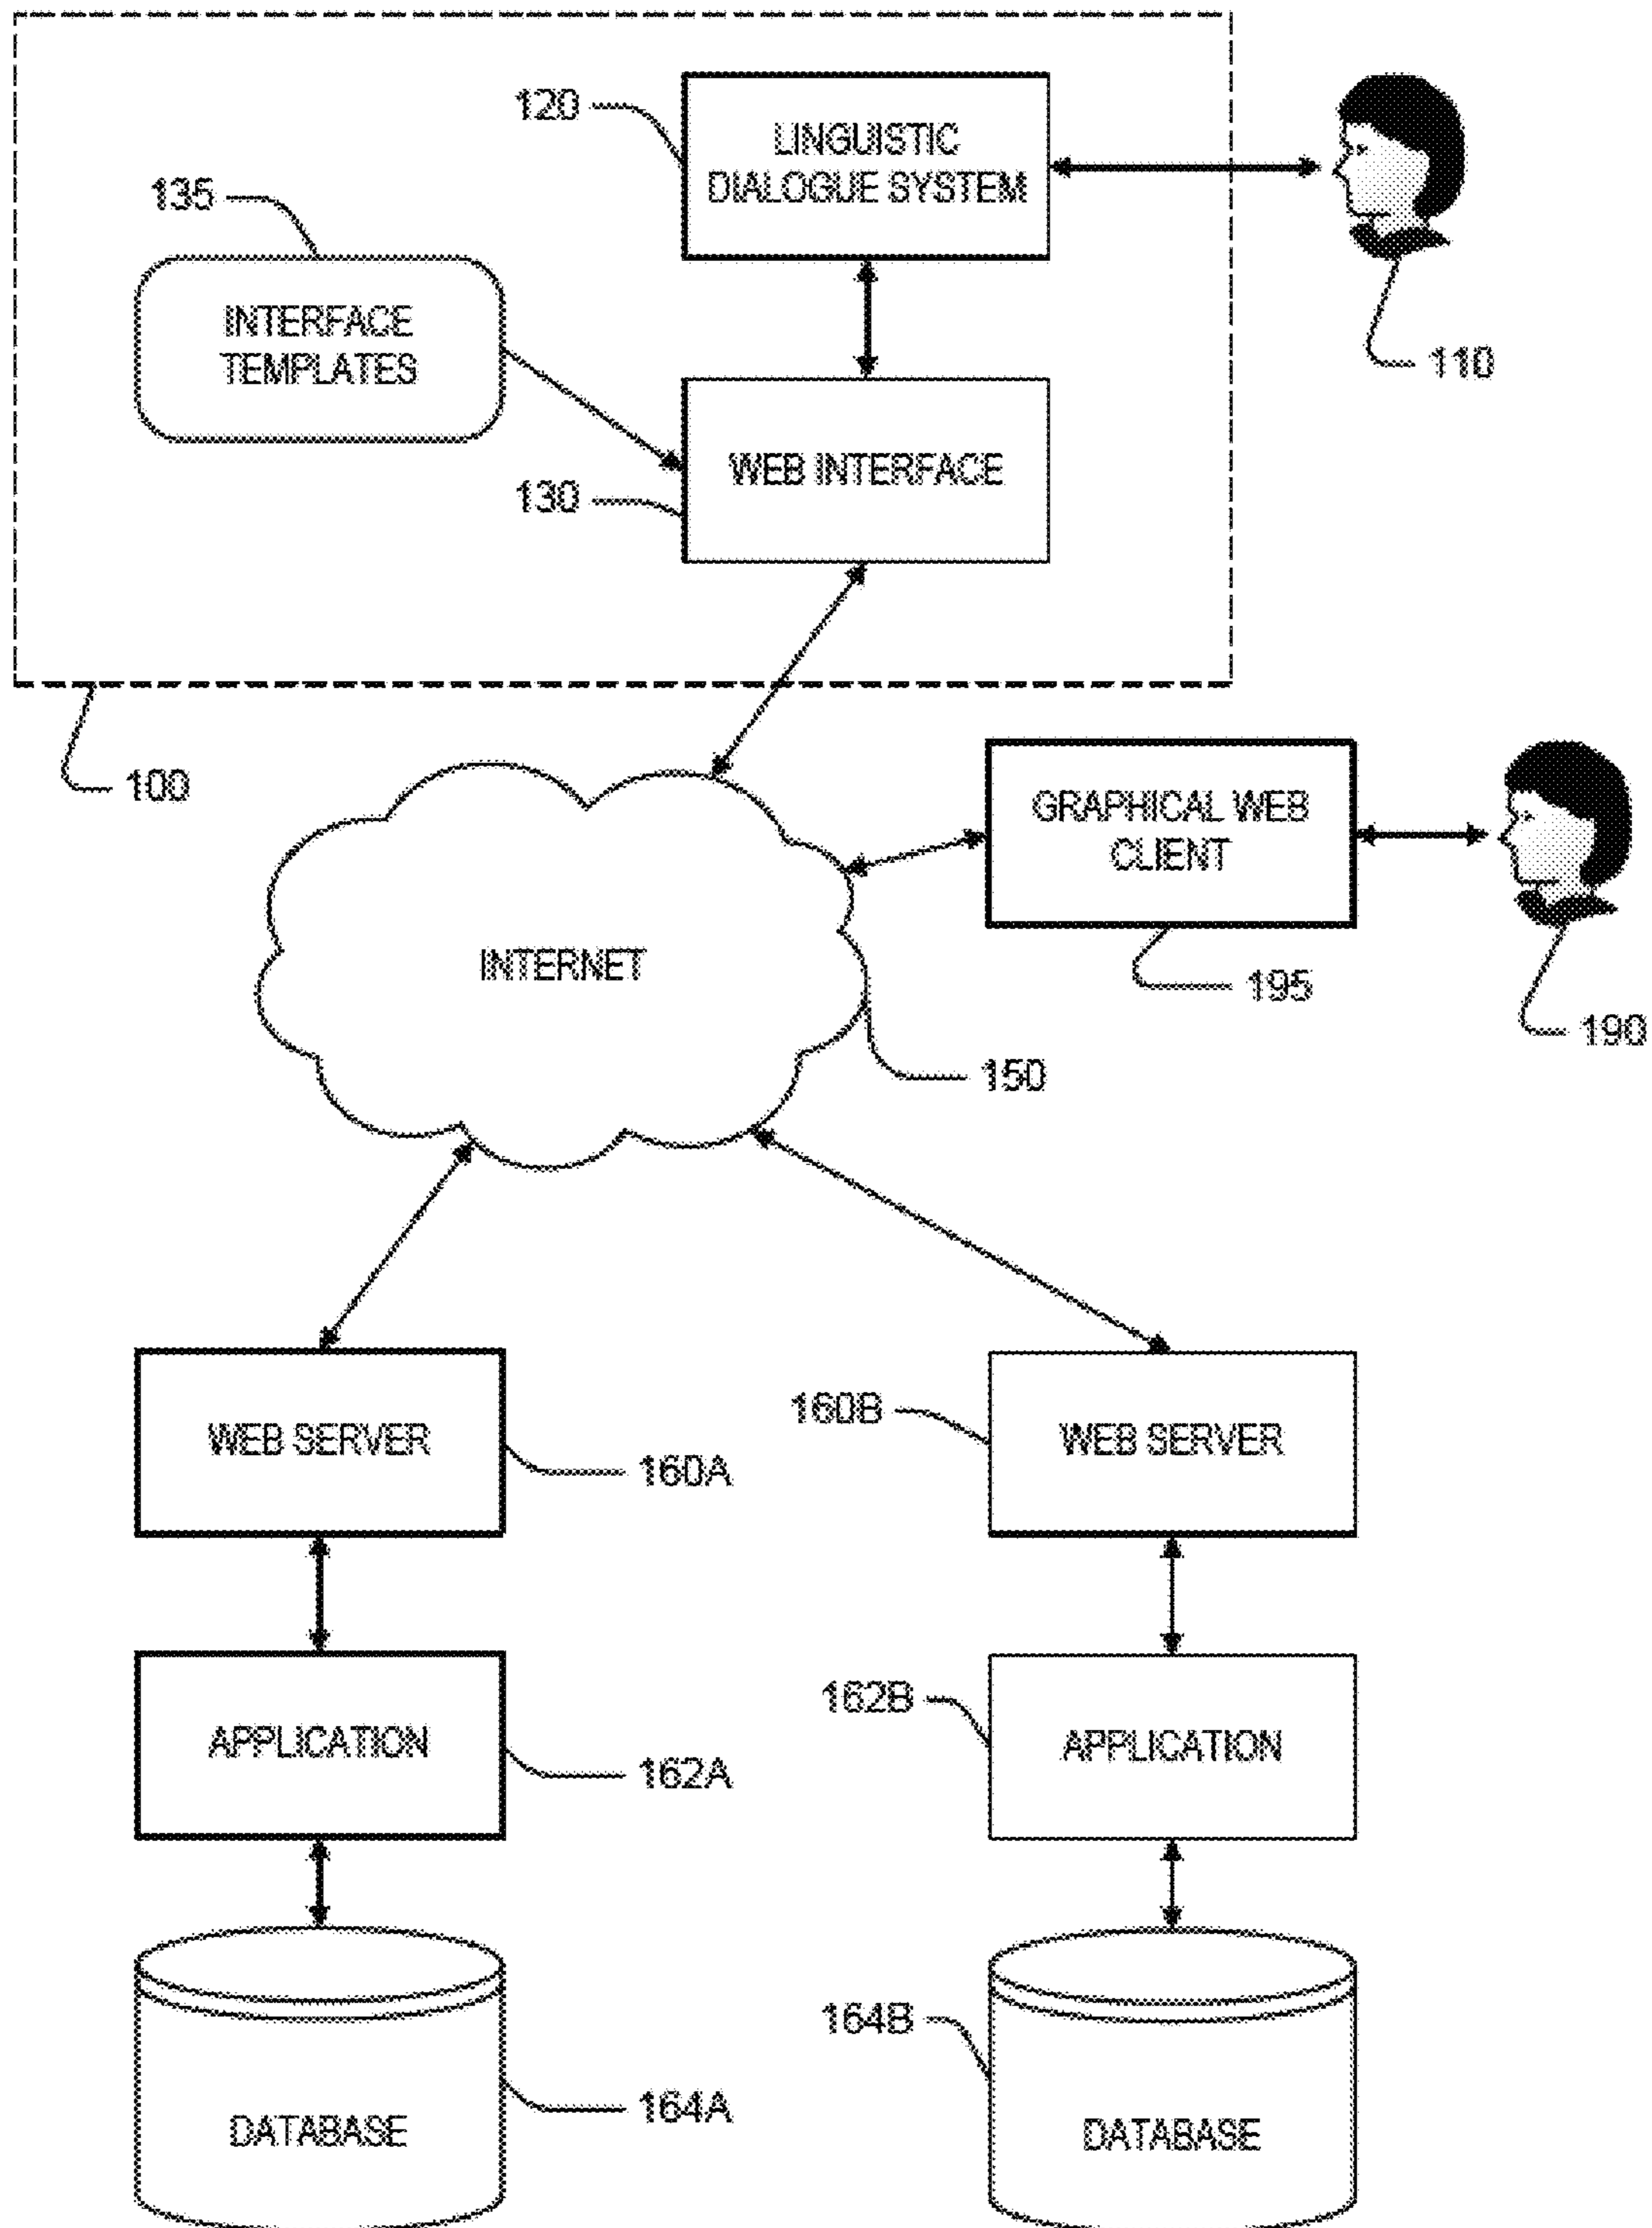 120
LINGUISTIC
DIALOGUE SYSTEM
135
INTERFACE
TEMPLATES
110
WEB INTERFACE
130
100
GRAPHICAL WEB
CLIENT
INTERNET
195
190
150
WEB SERVER
160A
160B
WEB SERVER
APPLICATION
162A
162B
APPLICATION
DATABASE
164A
164B
DATABASE